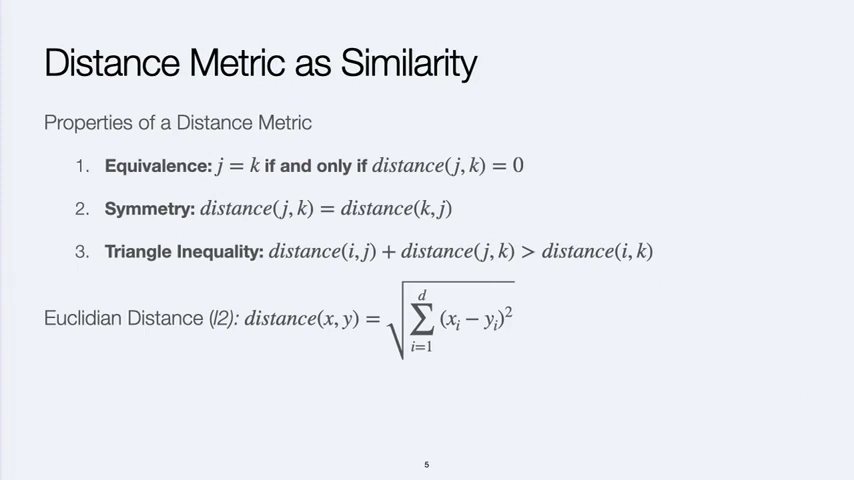 Distance Metric as Similarity
Properties of a Distance Metric
1. Equivalence: j = k if and only if distance(j, k) = 0
2. Symmetry: distance(j, k) = distance(k, j)
3. Triangle Inequality: distance(i, j) + distance(j, k) > distance(i, k)
Euclidian Distance (l2): distance(x, y) = √∑_{i=1}^{d} (x_i − y_i)²
5